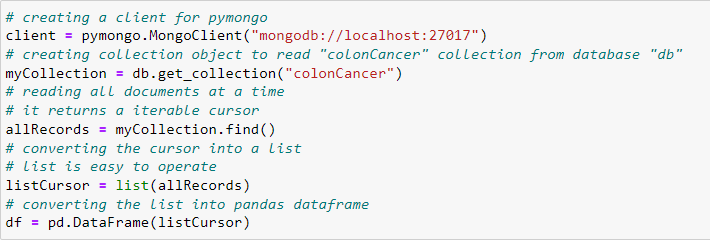 # creating a client for pymongo
client = pymongo.MongoClient("mongodb://localhost:27017")
# creating collection object to read "colonCancer" collection from database "db"
myCollection = db.get_collection("colonCancer")
# reading all documents at a time
# it returns a iterable cursor
allRecords = myCollection.find()
# converting the cursor into a list
# list is easy to operate
listCursor = list(allRecords)
# converting the list into pandas dataframe
df = pd.DataFrame(listCursor)